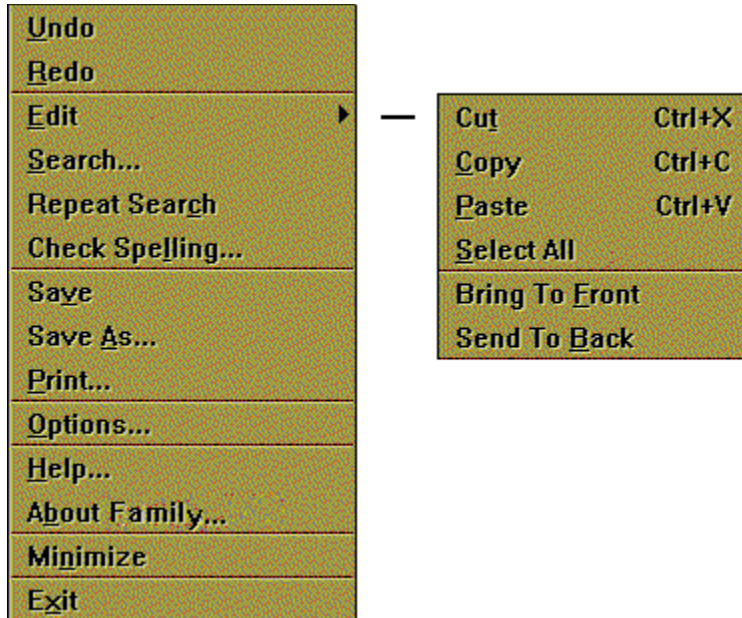 Undo
Redo
Edit
Search...
Repeat Search
Check Spelling...
Save
Save As...
Print...
Options...
Help...
About Family...
Minimize
Exit
Cut Ctrl+X
Copy Ctrl+C
Paste Ctrl+V
Select All
Bring To Front
Send To Back